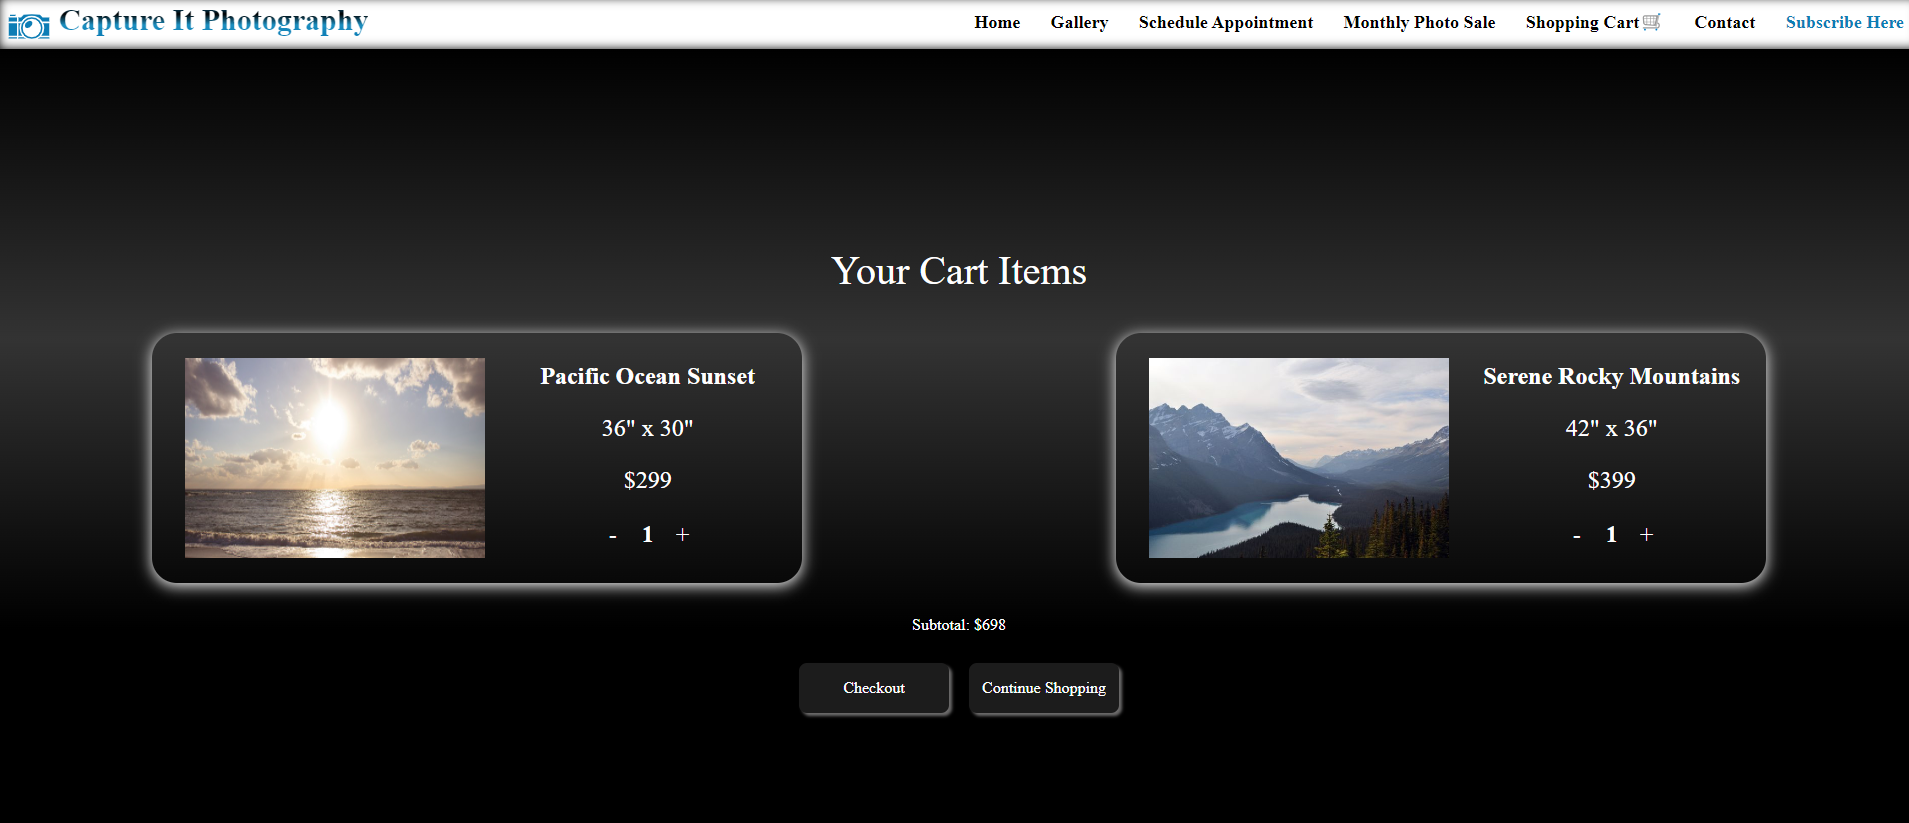 Capture It Photography
Home Gallery Schedule Appointment Monthly Photo Sale Shopping Cart Contact Subscribe Here
Your Cart Items
Pacific Ocean Sunset
36" x 30"
$299
- 1 +
Serene Rocky Mountains
42" x 36"
$399
- 1 +
Subtotal: $698
Checkout
Continue Shopping